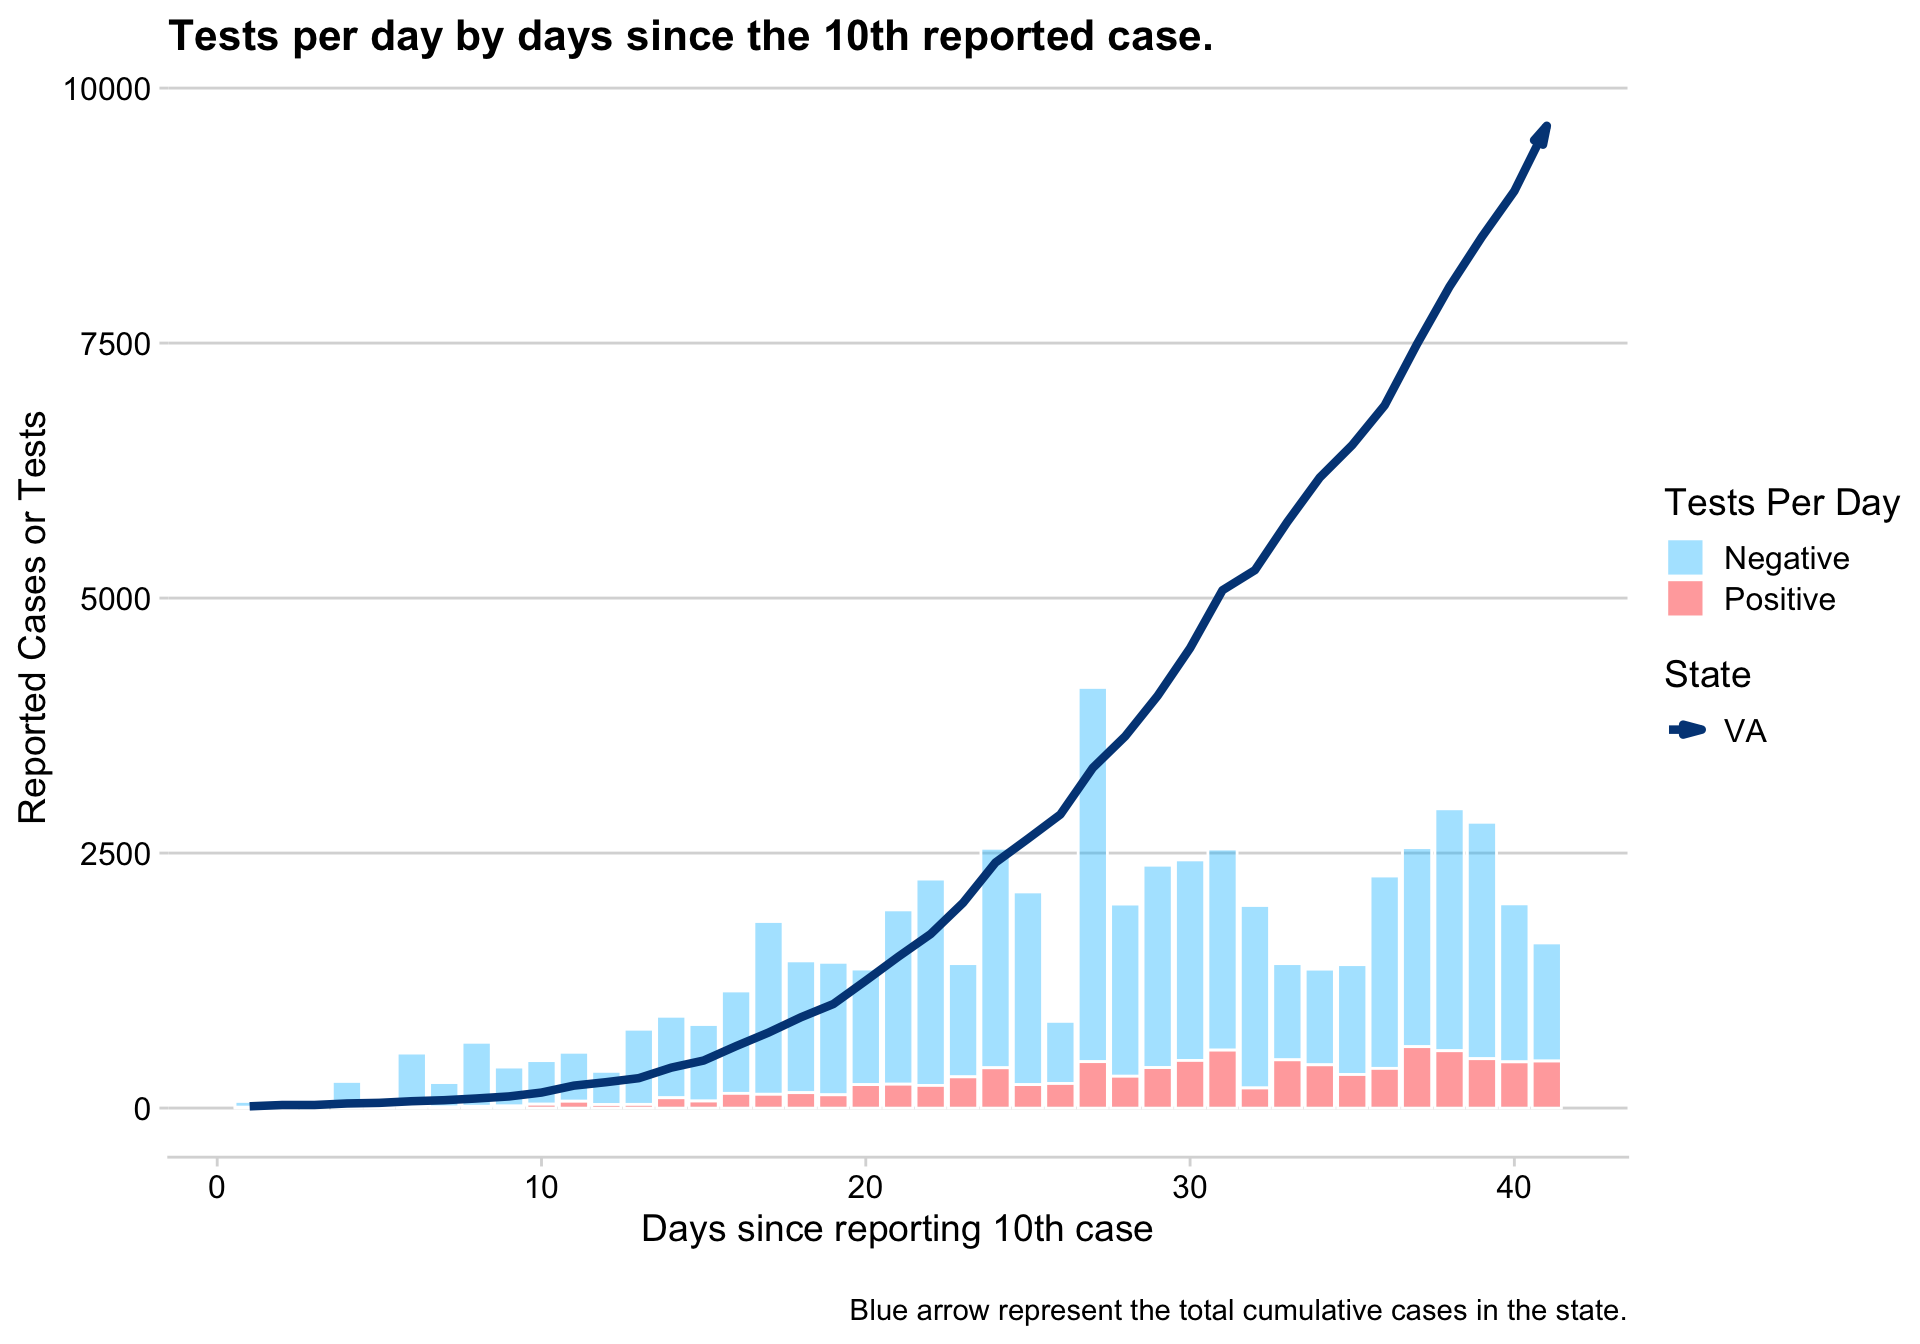 Tests per day by days since the 10th reported case.
10000
7500
5000
2500
0
Reported Cases or Tests
0 10 20 30 40
Days since reporting 10th case
Tests Per Day
Negative
Positive
State
VA
Blue arrow represent the total cumulative cases in the state.